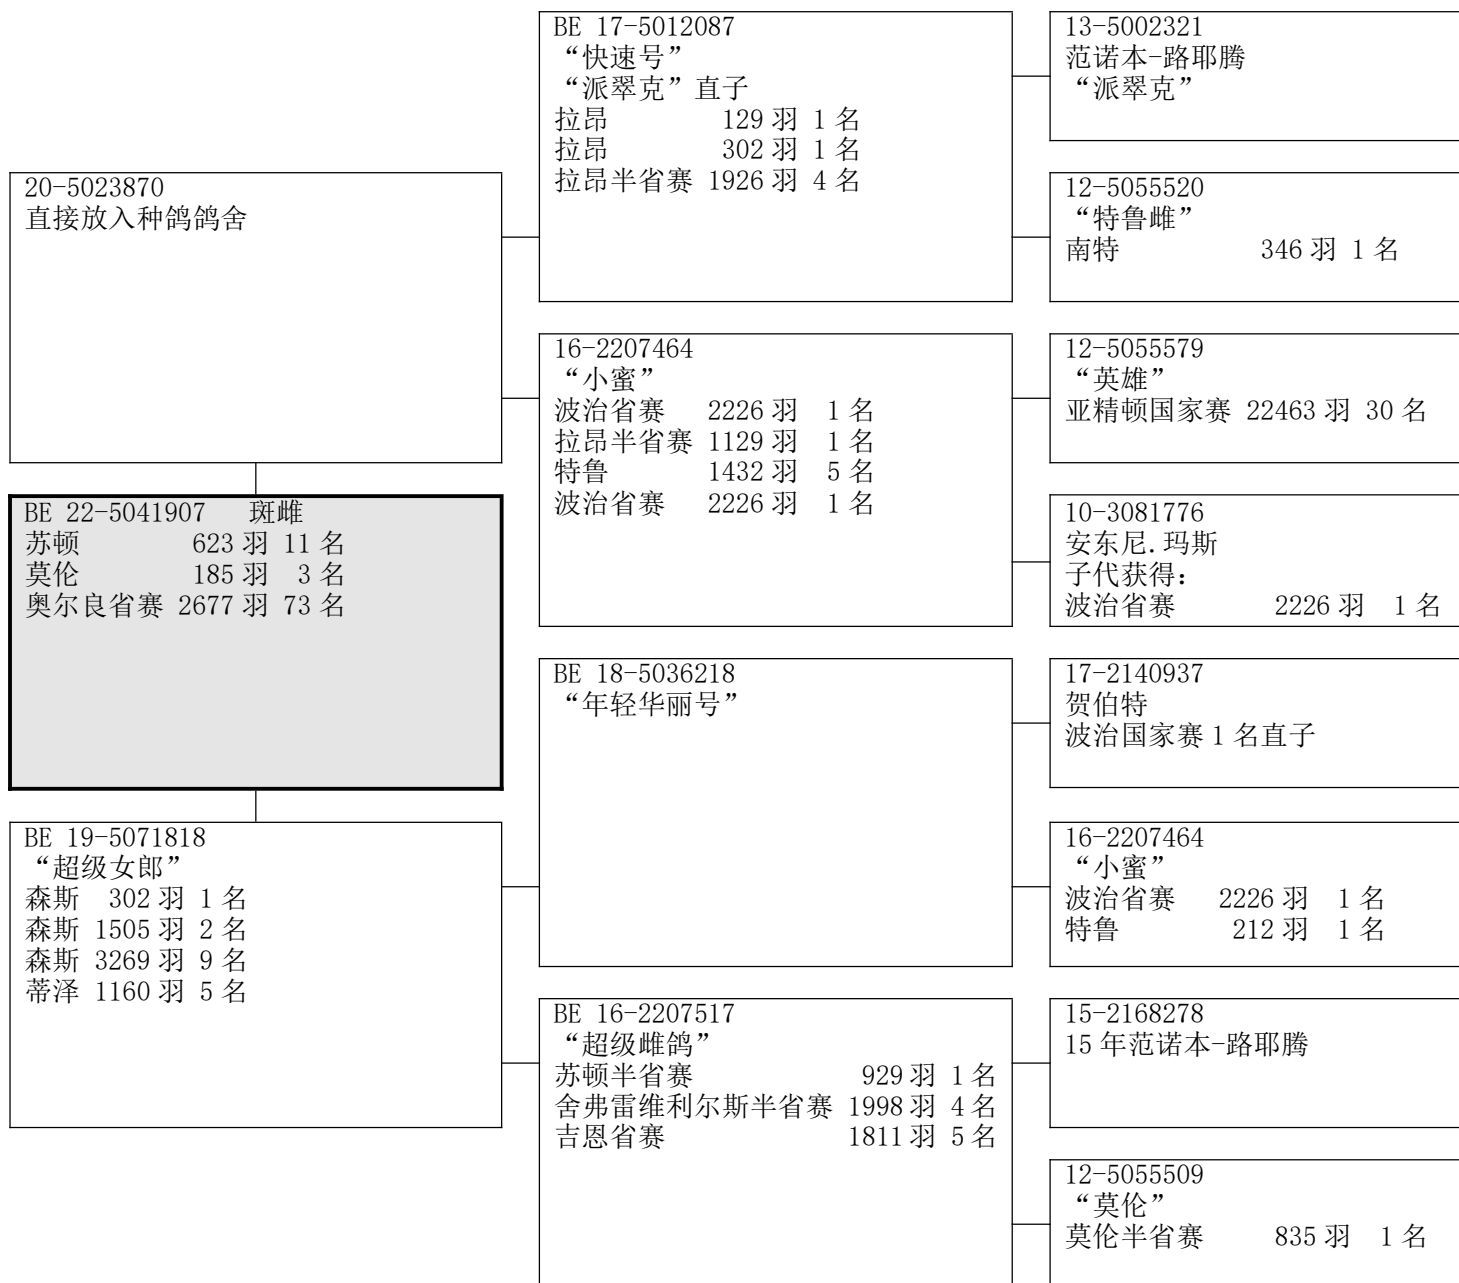 20-5023870
直接放入种鸽鸽舍
BE 22-5041907 斑雌
苏顿 623 羽 11 名
莫伦 185 羽 3 名
奥尔良省赛 2677 羽 73 名
BE 19-5071818
“超级女郎”
森斯 302 羽 1 名
森斯 1505 羽 2 名
森斯 3269 羽 9 名
蒂泽 1160 羽 5 名
BE 17-5012087
“快速号”
“派翠克”直子
拉昂 129 羽 1 名
拉昂 302 羽 1 名
拉昂半省赛 1926 羽 4 名
16-2207464
“小蜜”
波治省赛 2226 羽 1 名
拉昂半省赛 1129 羽 1 名
特鲁 1432 羽 5 名
波治省赛 2226 羽 1 名
BE 18-5036218
“年轻华丽号”
BE 16-2207517
“超级雌鸽”
苏顿半省赛 929 羽 1 名
舍弗雷维利尔斯半省赛 1998 羽 4 名
吉恩省赛 1811 羽 5 名
13-5002321
范诺本-路耶腾
“派翠克”
12-5055520
“特鲁雌”
南特 346 羽 1 名
12-5055579
“英雄”
亚精顿国家赛 22463 羽 30 名
10-3081776
安东尼.玛斯
子代获得：
波治省赛 2226 羽 1 名
17-2140937
贺伯特
波治国家赛 1 名直子
16-2207464
“小蜜”
波治省赛 2226 羽 1 名
特鲁 212 羽 1 名
15-2168278
15 年范诺本-路耶腾
12-5055509
“莫伦”
莫伦半省赛 835 羽 1 名